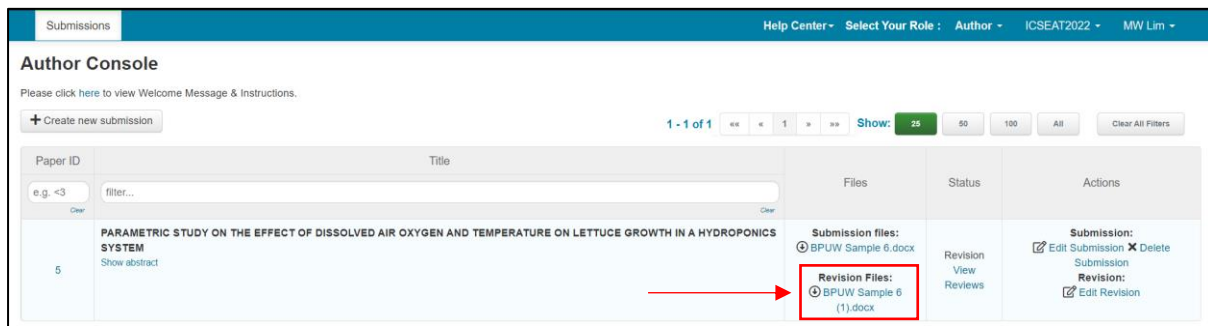 Submissions
Help Center Select Your Role : Author ICSEAT2022 MW Lim
Author Console
Please click here to view Welcome Message & Instructions.
+ Create new submission
1 - 1 of 1 «« « 1 » »» Show: 25 50 100 All Clear All Filters
Paper ID
Title
Files
Status
Actions
e.g. <3
filter...
Clear
Clear
5
PARAMETRIC STUDY ON THE EFFECT OF DISSOLVED AIR OXYGEN AND TEMPERATURE ON LETTUCE GROWTH IN A HYDROPONICS
SYSTEM
Show abstract
Submission files:
BPUW Sample 6.docx
Revision Files:
BPUW Sample 6
(1).docx
Revision
View
Reviews
Submission:
Edit Submission Delete
Submission
Revision:
Edit Revision